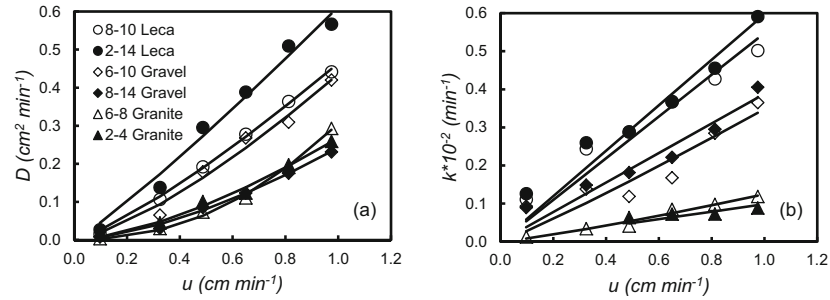 0.6
0.5
0.4
0.3
0.2
0.1
0.0
D (cm² min⁻¹)
8-10 Leca
2-14 Leca
6-10 Gravel
8-14 Gravel
6-8 Granite
2-4 Granite
(a)
0.0 0.2 0.4 0.6 0.8 1.0 1.2
u (cm min⁻¹)
0.6
0.5
0.4
0.3
0.2
0.1
0.0
k*10⁻² (min⁻¹)
(b)
0.0 0.2 0.4 0.6 0.8 1.0 1.2
u (cm min⁻¹)